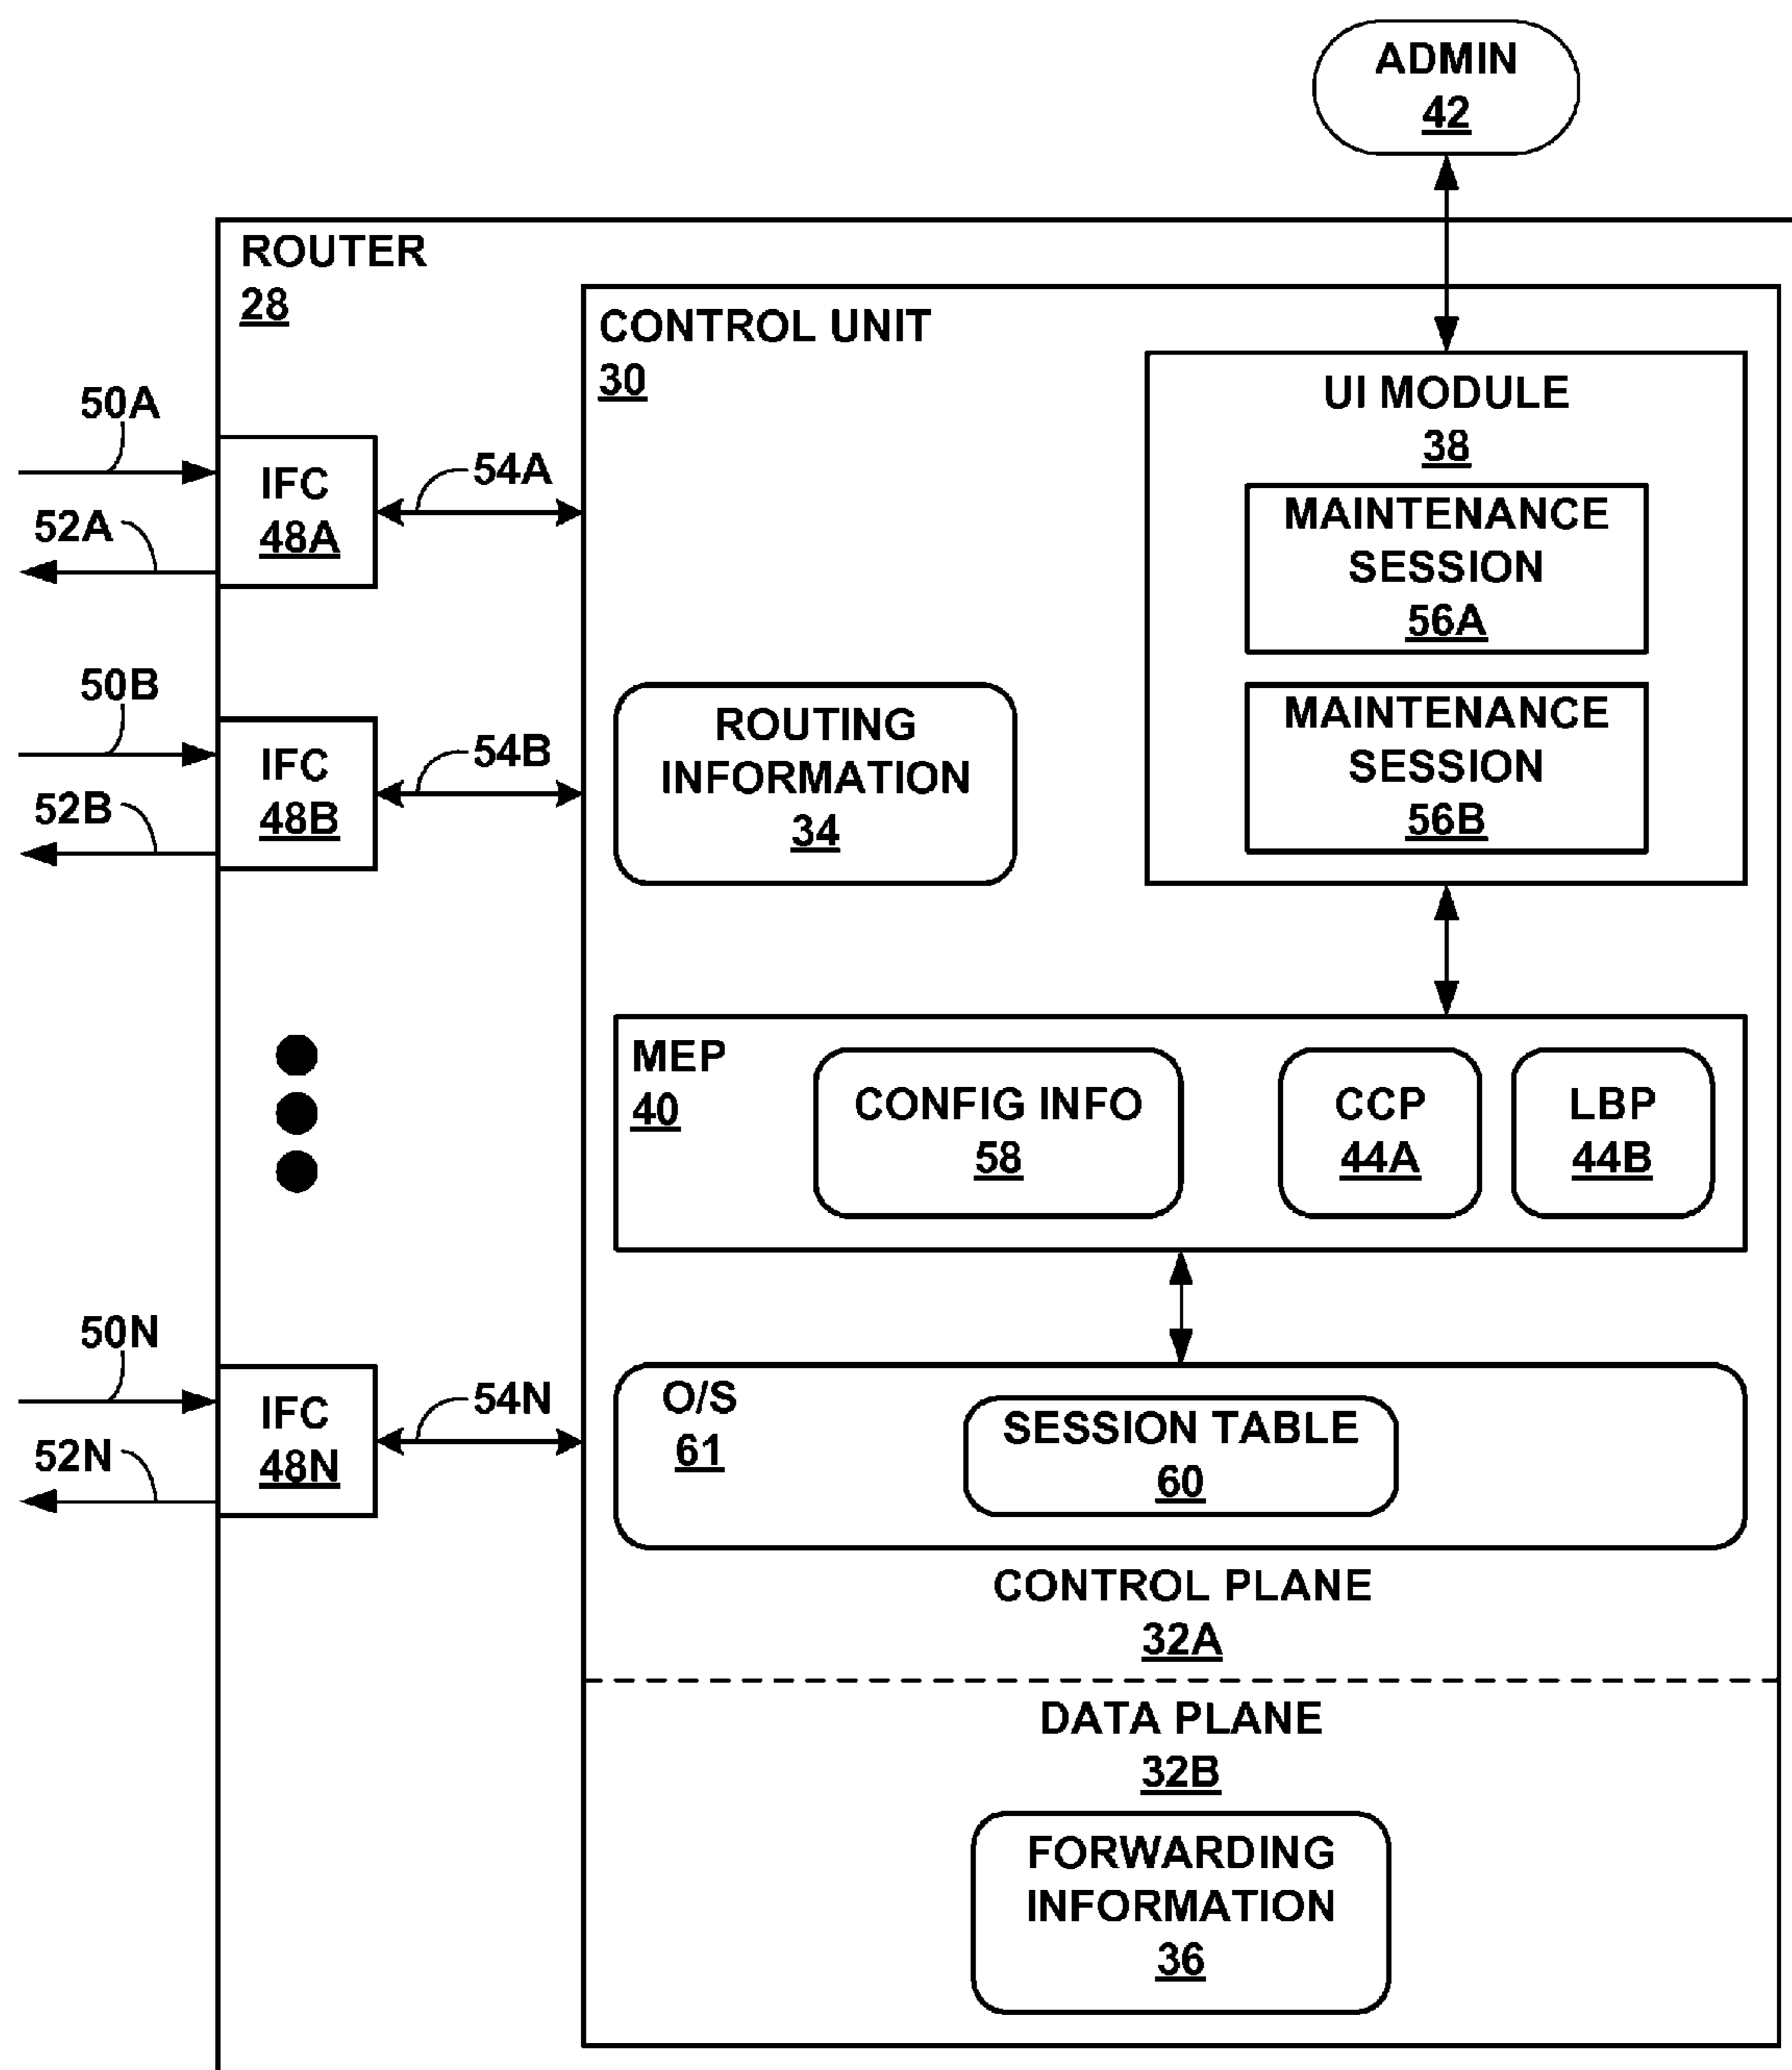 ADMIN
42
ROUTER
28
CONTROL UNIT
30
UI MODULE
38
MAINTENANCE
SESSION
56A
MAINTENANCE
SESSION
56B
50A
52A
IFC
48A
54A
50B
52B
IFC
48B
54B
ROUTING
INFORMATION
34
MEP
40
CONFIG INFO
58
CCP
44A
LBP
44B
50N
52N
IFC
48N
54N
O/S
61
SESSION TABLE
60
CONTROL PLANE
32A
DATA PLANE
32B
FORWARDING
INFORMATION
36